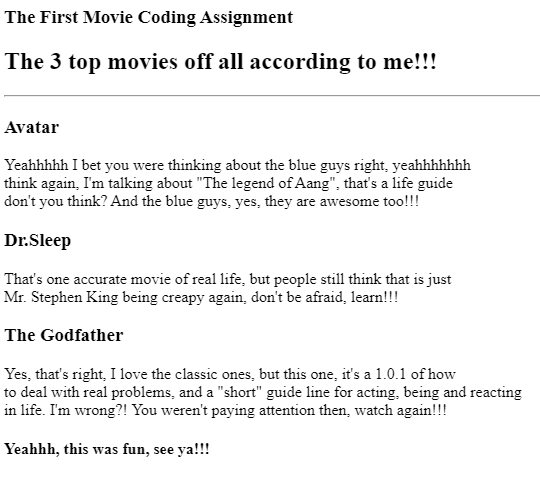 The First Movie Coding Assignment
The 3 top movies off all according to me!!!
Avatar
Yeahhhhh I bet you were thinking about the blue guys right, yeahhhhhhh
think again, I'm talking about "The legend of Aang", that's a life guide
don't you think? And the blue guys, yes, they are awesome too!!!
Dr.Sleep
That's one accurate movie of real life, but people still think that is just
Mr. Stephen King being creapy again, don't be afraid, learn!!!
The Godfather
Yes, that's right, I love the classic ones, but this one, it's a 1.0.1 of how
to deal with real problems, and a "short" guide line for acting, being and reacting
in life. I'm wrong?! You weren't paying attention then, watch again!!!
Yeahhh, this was fun, see ya!!!